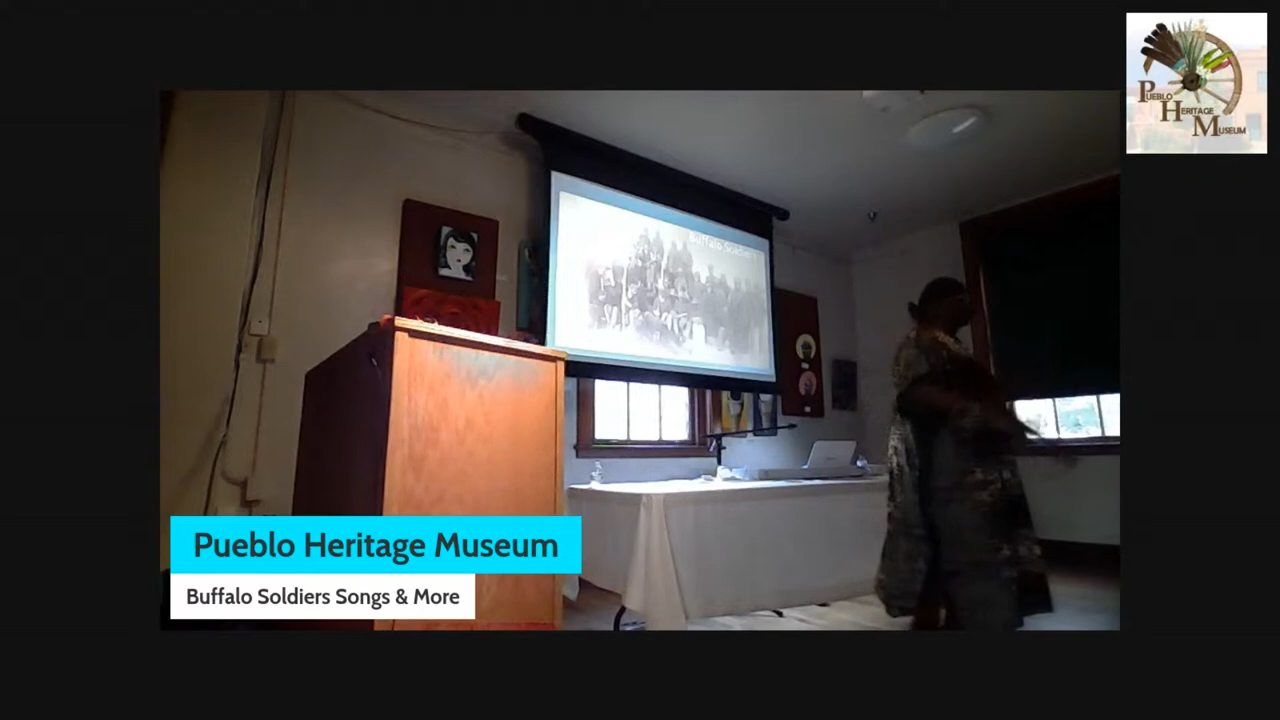 PUEBLO
HERITAGE
MUSEUM
Buffalo Soldiers
Pueblo Heritage Museum
Buffalo Soldiers Songs & More